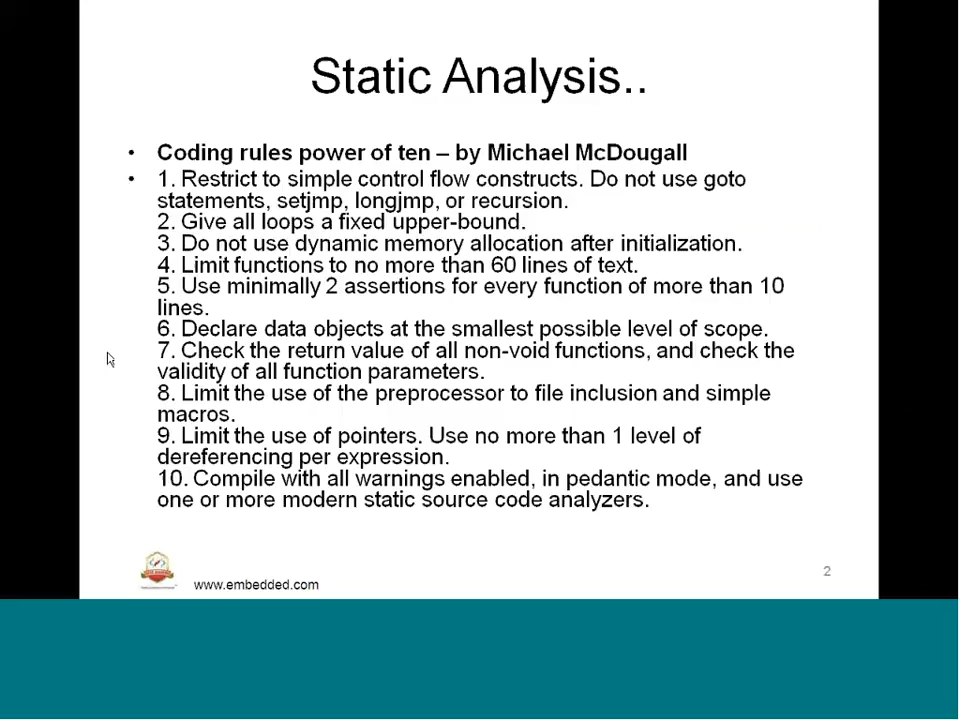 Static Analysis..
• Coding rules power of ten – by Michael McDougall
• 1. Restrict to simple control flow constructs. Do not use goto
statements, setjmp, longjmp, or recursion.
2. Give all loops a fixed upper-bound.
3. Do not use dynamic memory allocation after initialization.
4. Limit functions to no more than 60 lines of text.
5. Use minimally 2 assertions for every function of more than 10
lines.
6. Declare data objects at the smallest possible level of scope.
7. Check the return value of all non-void functions, and check the
validity of all function parameters.
8. Limit the use of the preprocessor to file inclusion and simple
macros.
9. Limit the use of pointers. Use no more than 1 level of
dereferencing per expression.
10. Compile with all warnings enabled, in pedantic mode, and use
one or more modern static source code analyzers.
www.embedded.com
2